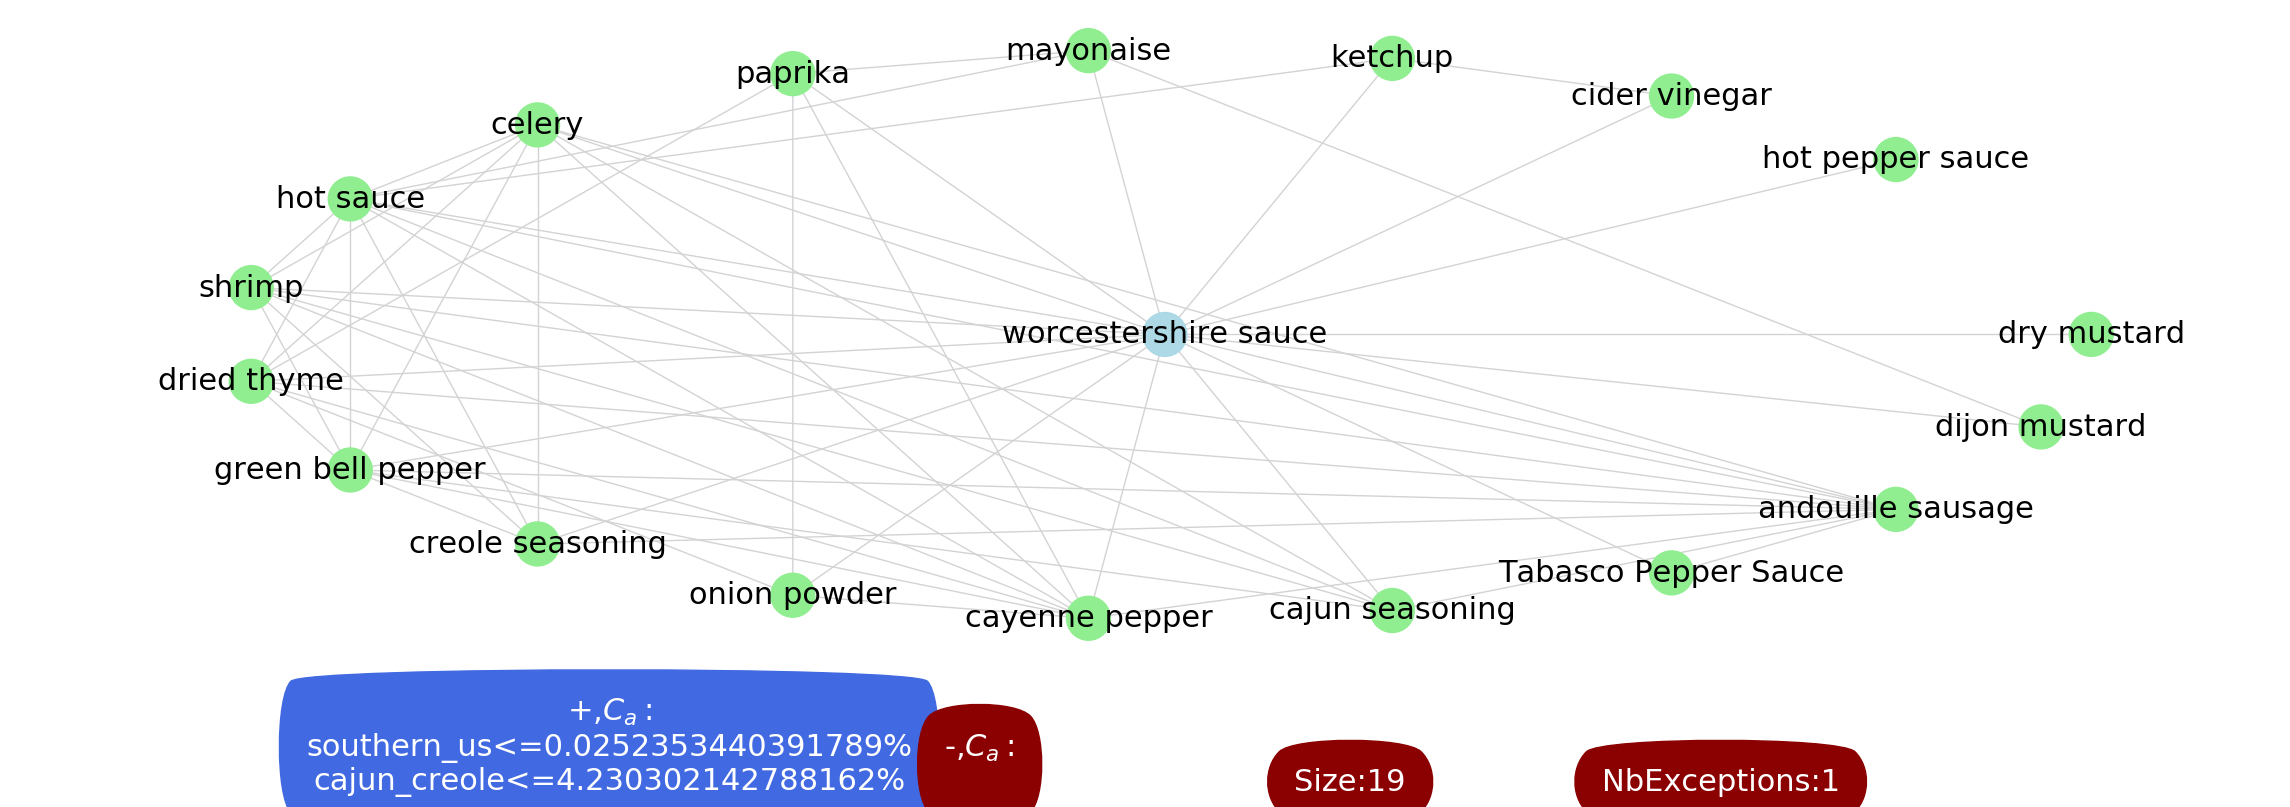 mayonaise
ketchup
paprika
cider vinegar
celery
hot pepper sauce
hot sauce
shrimp
worcestershire sauce
dry mustard
dried thyme
dijon mustard
green bell pepper
andouille sausage
creole seasoning
Tabasco Pepper Sauce
onion powder
cayenne pepper
cajun seasoning
+,Cₐ :
southern_us<=0.0252353440391789%
cajun_creole<=4.230302142788162%
-,Cₐ :
Size:19
NbExceptions:1